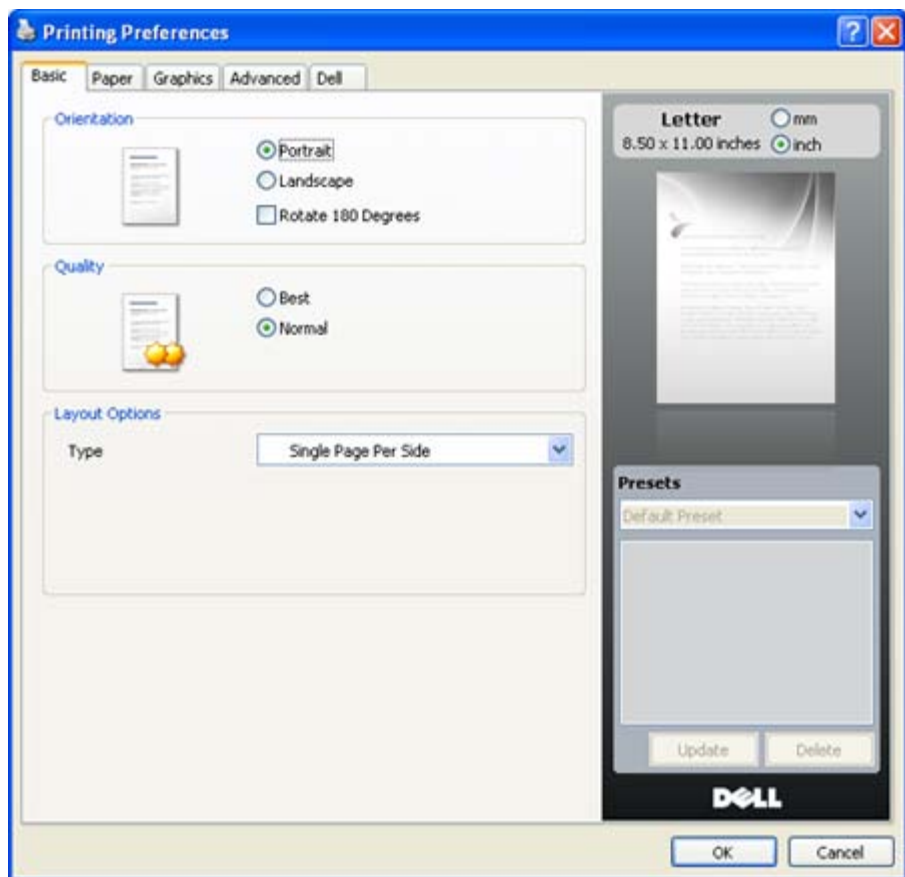 Printing Preferences
Basic Paper Graphics Advanced Dell
Orientation
Portrait
Landscape
Rotate 180 Degrees
Quality
Best
Normal
Layout Options
Type Single Page Per Side
Letter mm
8.50 x 11.00 inches inch
Presets
Default Preset
Update Delete
DELL
OK Cancel